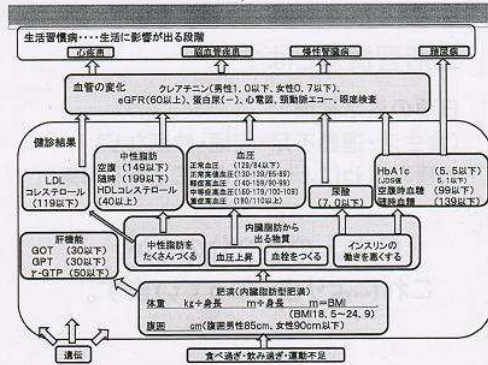 生活習慣病‥‥生活に影響が出る段階
心疾患 脳血管疾患 慢性腎臓病 糖尿病
血管の変化 クレアチニン(男性1.0以下、女性0.7以下)、
eGFR(60以上)、蛋白尿(−)、心電図、頸動脈エコー、眼底検査
健診結果
LDL
コレステロール
(119以下)
中性脂肪
空腹 (149以下)
随時 (199以下)
HDLコレステロール
(40以上)
血圧
正常血圧 (129/84以下)
正常高値血圧(130-139/85-89)
軽症高血圧 (140-159/90-99)
中等症高血圧(160-179/100-109)
重症高血圧 (180/110以上)
尿酸
(7.0以下)
HbA1c (5.5以下)
(JDS値 5.1以下)
空腹時血糖 (99以下)
随時血糖 (139以下)
内臓脂肪から
出る物質
中性脂肪を
たくさんつくる
血圧上昇
血栓をつくる
インスリンの
働きを悪くする
肝機能
GOT (30以下)
GPT (30以下)
γ-GTP (50以下)
肥満(内臓脂肪型肥満)
体重 kg÷身長 m÷身長 m=BMI
(BMI18.5~24.9)
腹囲 cm(腹囲男性85cm、女性90cm以下)
遺伝
食べ過ぎ・飲み過ぎ・運動不足